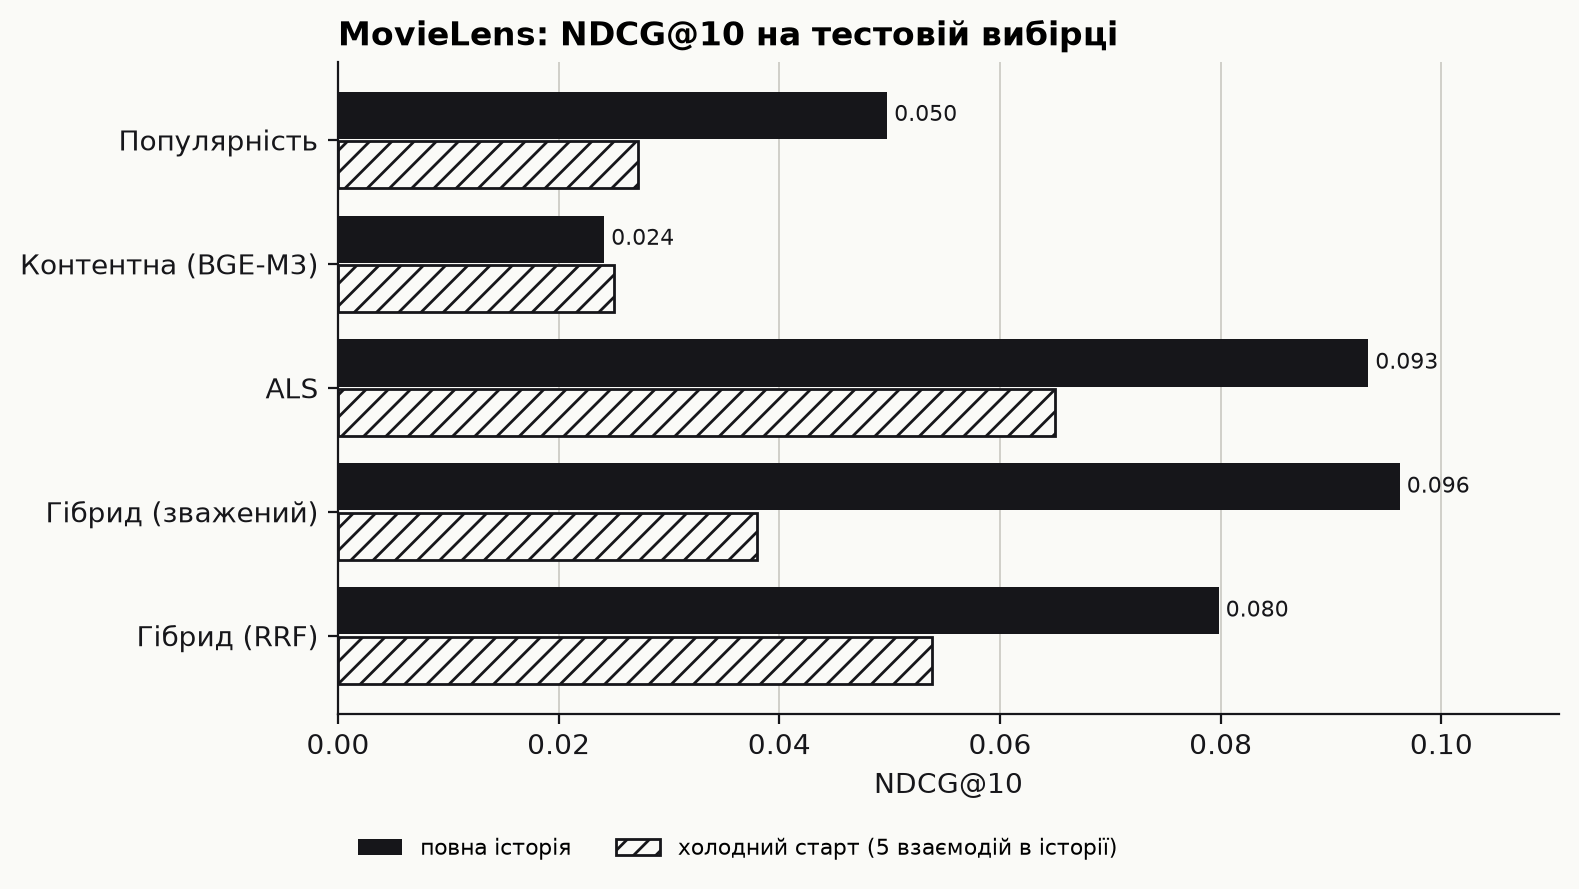 MovieLens: NDCG@10 на тестовій вибірці
Популярність
0.050
Контентна (BGE-M3)
0.024
ALS
0.093
Гібрид (зважений)
0.096
Гібрид (RRF)
0.080
0.00 0.02 0.04 0.06 0.08 0.10
NDCG@10
повна історія
холодний старт (5 взаємодій в історії)